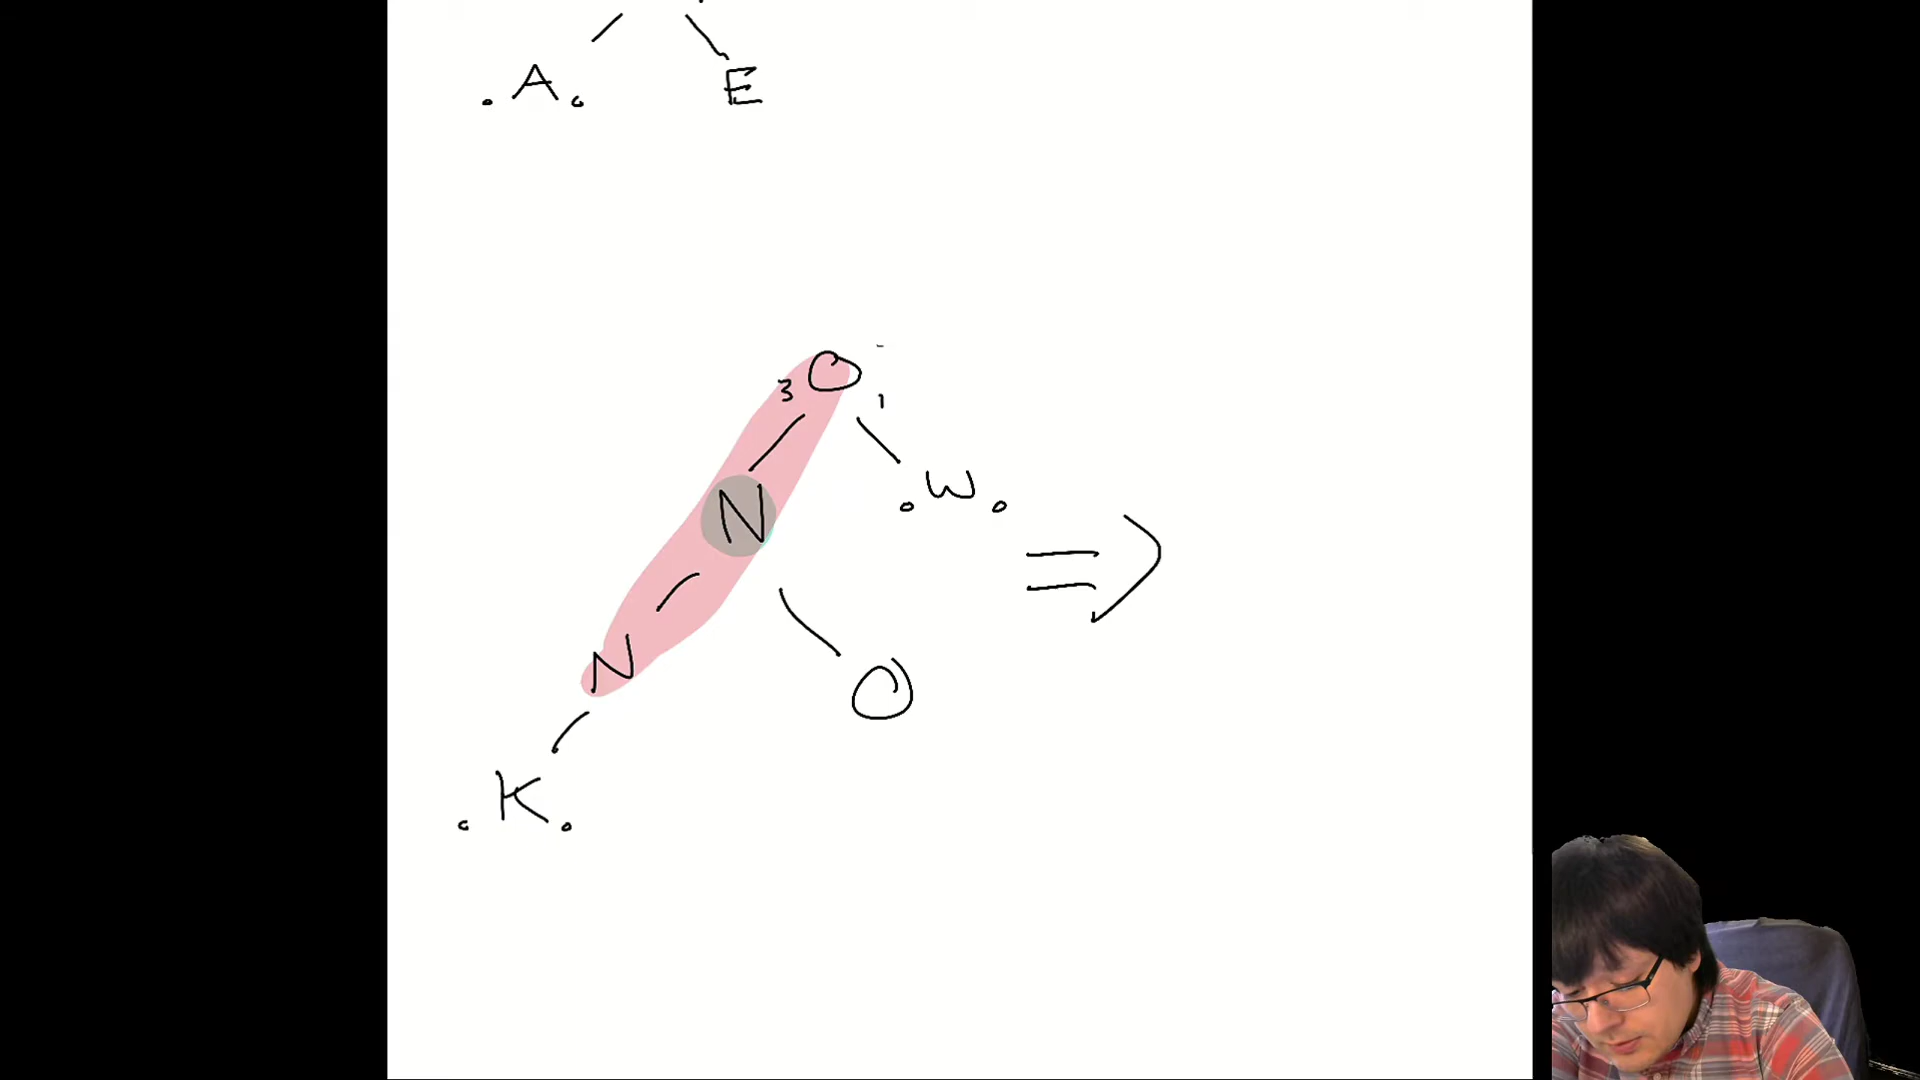 .A. E
3 O 1
N .W.
=>
N O
.K.